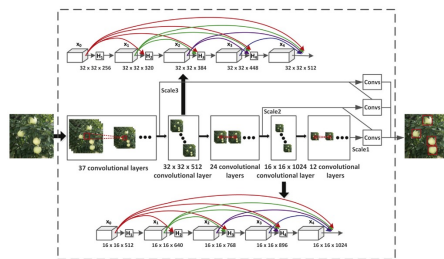 X₀ X₁ X₂ X₃ X₄
H₁ H₂ H₃ H₄
32 x 32 x 256 32 x 32 x 320 32 x 32 x 384 32 x 32 x 448 32 x 32 x 512
Convs
Scale3
Convs
Scale2
Convs
Scale1
37 convolutional layers
32 x 32 x 512
convolutional layer
24 convolutional
layers
16 x 16 x 1024
convolutional layer
12 convolutional
layers
X₀ X₁ X₂ X₃ X₄
H₁ H₂ H₃ H₄
16 x 16 x 512 16 x 16 x 640 16 x 16 x 768 16 x 16 x 896 16 x 16 x 1024